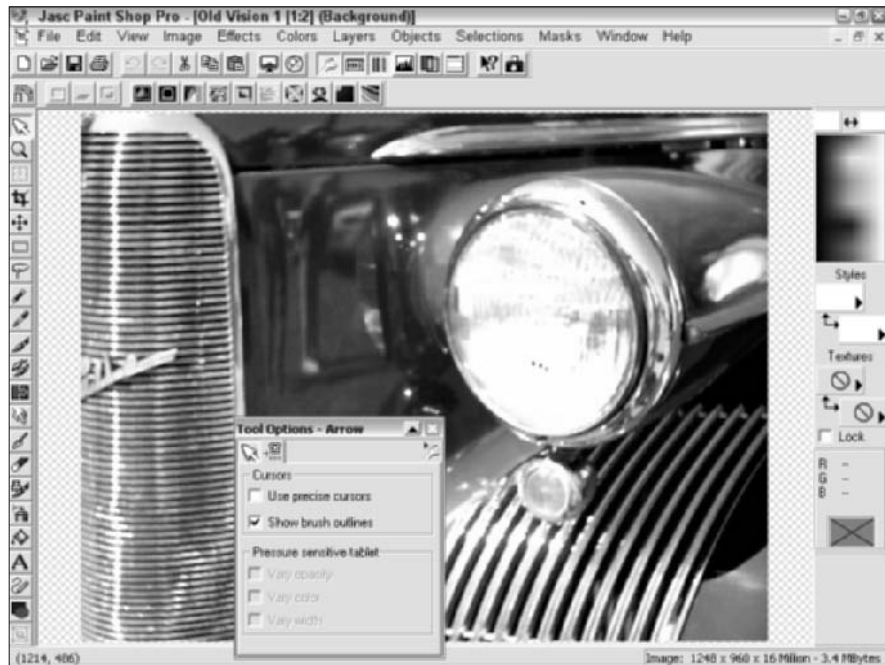 Jasc Paint Shop Pro - [Old Vision 1 [1:2] (Background)]
File Edit View Image Effects Colors Layers Objects Selections Masks Window Help
Styles
Textures
Lock
R --
G --
B --
Tool Options - Arrow
Cursors
Use precise cursors
Show brush outlines
Pressure sensitive tablet
Vary opacity
Vary color
Vary width
(1214, 486)
Image: 1248 x 960 x 16 Million - 3.4 MBytes